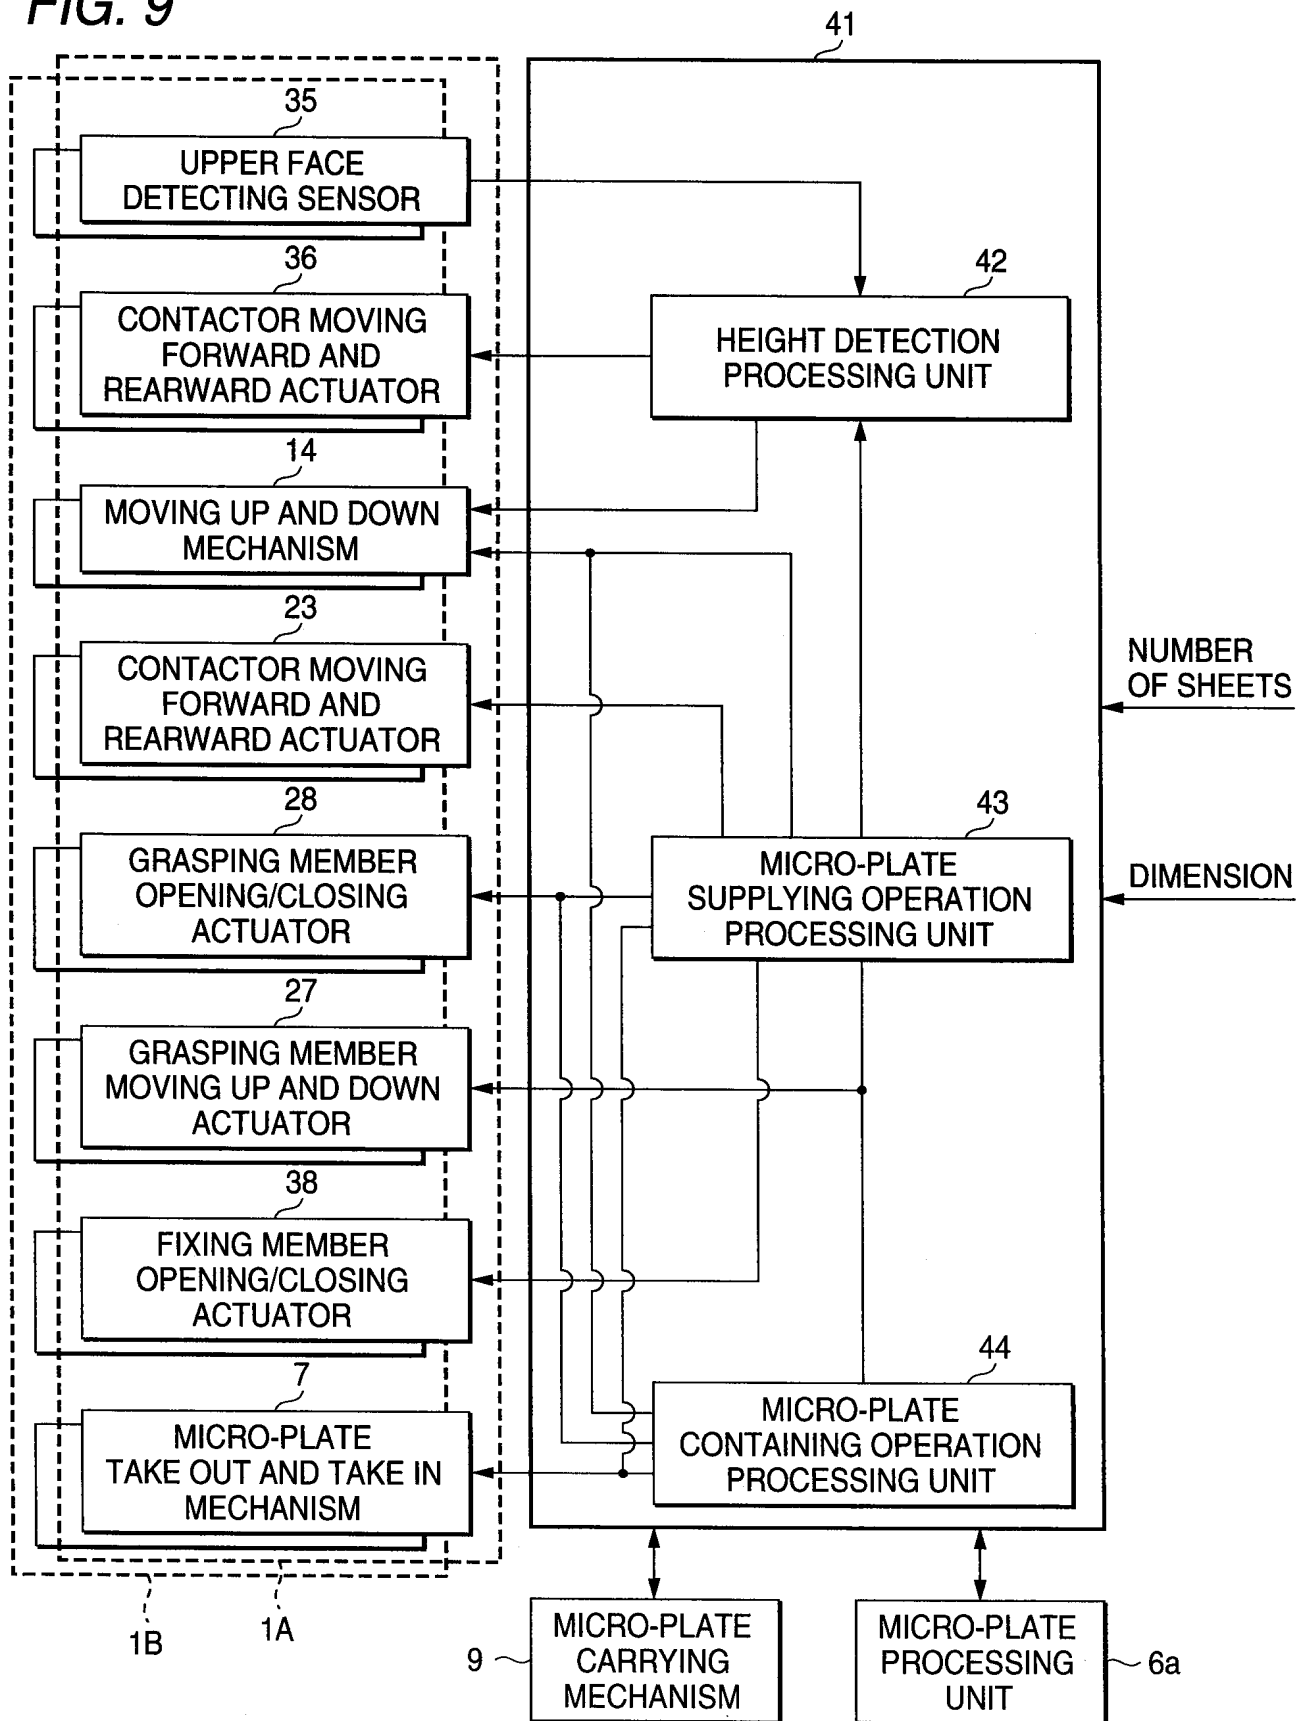 FIG. 9
41
35
UPPER FACE
DETECTING SENSOR
36
CONTACTOR MOVING
FORWARD AND
REARWARD ACTUATOR
42
HEIGHT DETECTION
PROCESSING UNIT
14
MOVING UP AND DOWN
MECHANISM
23
CONTACTOR MOVING
FORWARD AND
REARWARD ACTUATOR
NUMBER
OF SHEETS
28
GRASPING MEMBER
OPENING/CLOSING
ACTUATOR
43
MICRO-PLATE
SUPPLYING OPERATION
PROCESSING UNIT
DIMENSION
27
GRASPING MEMBER
MOVING UP AND DOWN
ACTUATOR
38
FIXING MEMBER
OPENING/CLOSING
ACTUATOR
7
MICRO-PLATE
TAKE OUT AND TAKE IN
MECHANISM
44
MICRO-PLATE
CONTAINING OPERATION
PROCESSING UNIT
1B
1A
9
MICRO-PLATE
CARRYING
MECHANISM
MICRO-PLATE
PROCESSING
UNIT
6a